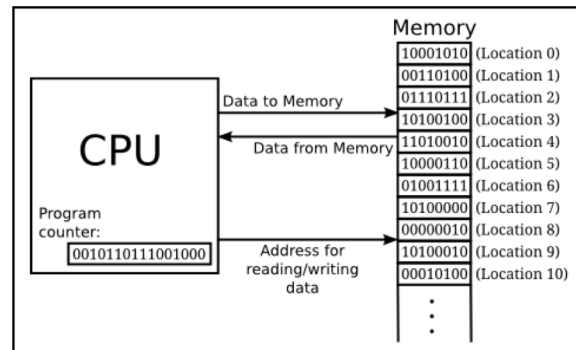 Memory
10001010 (Location 0)
00110100 (Location 1)
01110111 (Location 2)
Data to Memory
10100100 (Location 3)
CPU
11010010 (Location 4)
Data from Memory
10000110 (Location 5)
01001111 (Location 6)
10100000 (Location 7)
Program
counter:
0010110111001000
00000010 (Location 8)
Address for
reading/writing
data
10100010 (Location 9)
00010100 (Location 10)